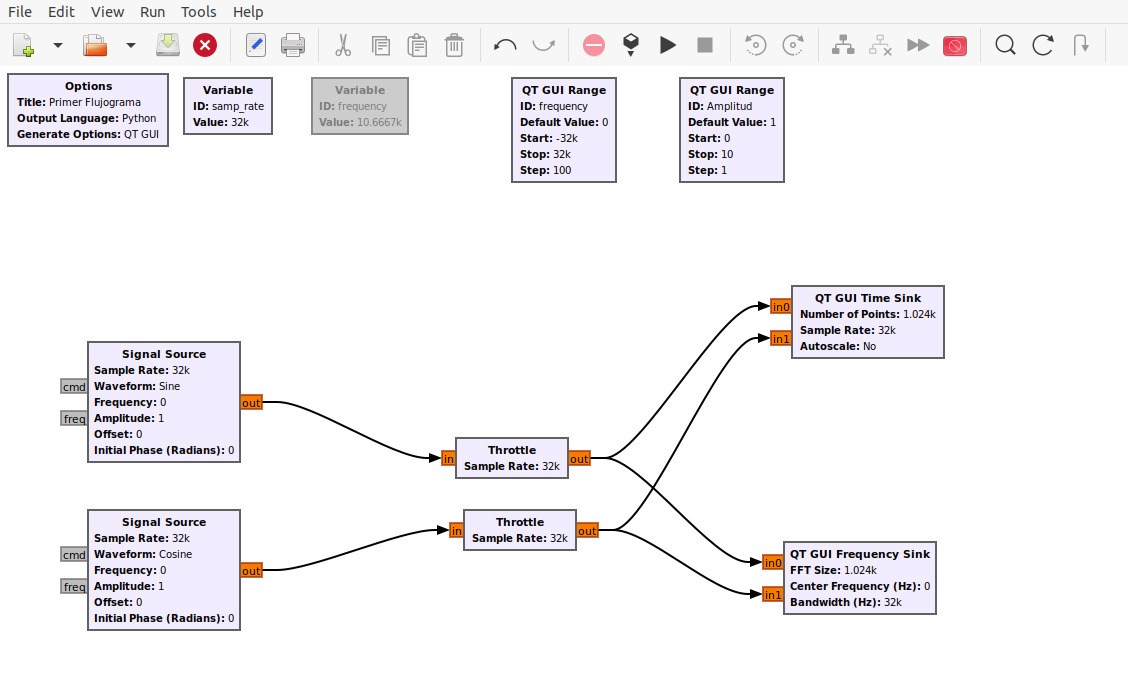 File Edit View Run Tools Help
Options
Title: Primer Flujograma
Output Language: Python
Generate Options: QT GUI
Variable
ID: samp_rate
Value: 32k
Variable
ID: frequency
Value: 10.6667k
QT GUI Range
ID: frequency
Default Value: 0
Start: -32k
Stop: 32k
Step: 100
QT GUI Range
ID: Amplitud
Default Value: 1
Start: 0
Stop: 10
Step: 1
Signal Source
Sample Rate: 32k
Waveform: Sine
Frequency: 0
Amplitude: 1
Offset: 0
Initial Phase (Radians): 0
cmd
freq
out
Signal Source
Sample Rate: 32k
Waveform: Cosine
Frequency: 0
Amplitude: 1
Offset: 0
Initial Phase (Radians): 0
cmd
freq
out
in
Throttle
Sample Rate: 32k
out
in
Throttle
Sample Rate: 32k
out
in0
in1
QT GUI Time Sink
Number of Points: 1.024k
Sample Rate: 32k
Autoscale: No
in0
in1
QT GUI Frequency Sink
FFT Size: 1.024k
Center Frequency (Hz): 0
Bandwidth (Hz): 32k